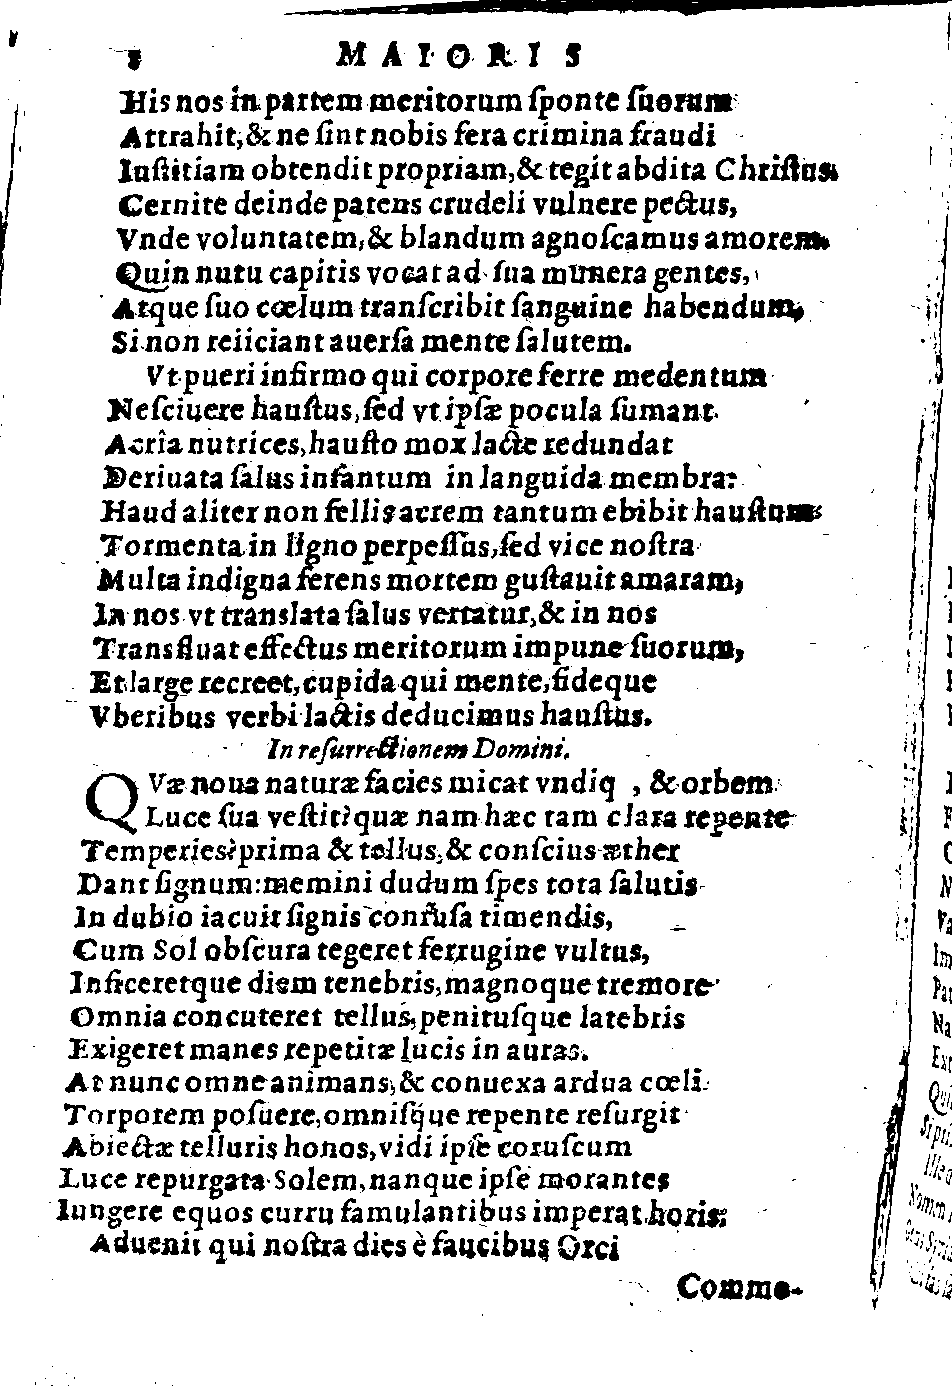 8 MAIORIS
His nos in partem meritorum ſponte ſuorum
Attrahit, & ne ſint nobis fera crimina fraudi
Iuſtitiam obtendit propriam, & tegit abdita Chriſtus.
Cernite deinde patens crudeli vulnere pectus,
Vnde voluntatem, & blandum agnoſcamus amorem.
Quin nutu capitis vocat ad ſua munera gentes,
Atque ſuo cœlum tranſcribit ſanguine habendum,
Si non reiiciant auerſa mente ſalutem.
Vt pueri infirmo qui corpore ferre medentum
Neſciuere hauſtus, ſed vt ipſæ pocula ſumant
Acria nutrices, hauſto mox lacte redundat
Deriuata ſalus infantum in languida membra:
Haud aliter non fellis acrem tantum ebibit hauſtum:
Tormenta in ligno perpeſſus, ſed vice noſtra
Multa indigna ferens mortem guſtauit amaram,
In nos vt translata ſalus vertatur, & in nos
Transfluat effectus meritorum impune ſuorum,
Et large recreet, cupida qui mente, fideque
Vberibus verbi lactis deducimus hauſtus.
In reſurrectionem Domini.
QVæ noua naturæ facies micat vndiq , & orbem
Luce ſua veſtit? quæ nam hæc tam clara repente
Temperies? prima & tellus, & conſcius æther
Dant ſignum: memini dudum ſpes tota ſalutis
In dubio iacuit ſignis confuſa timendis,
Cum Sol obſcura tegeret ferrugine vultus,
Inficeretque diem tenebris, magnoque tremore
Omnia concuteret tellus, penituſque latebris
Exigeret manes repetitæ lucis in auras.
At nunc omne animans, & conuexa ardua cœli
Torporem poſuere, omniſq́ue repente reſurgit
Abiectæ telluris honos, vidi ipſe coruſcum
Luce repurgata Solem, nanque ipſe morantes
Iungere equos curru famulantibus imperat horis:
Aduenit qui noſtra dies è faucibus Orci
Comme-